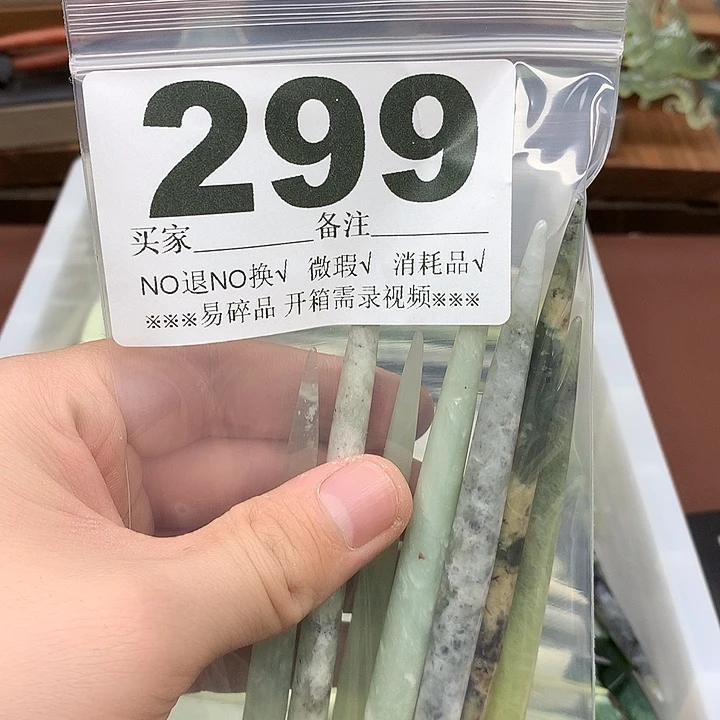 299
买家________备注________
NO退NO换√ 微瑕√ 消耗品√
※※※易碎品 开箱需录视频※※※